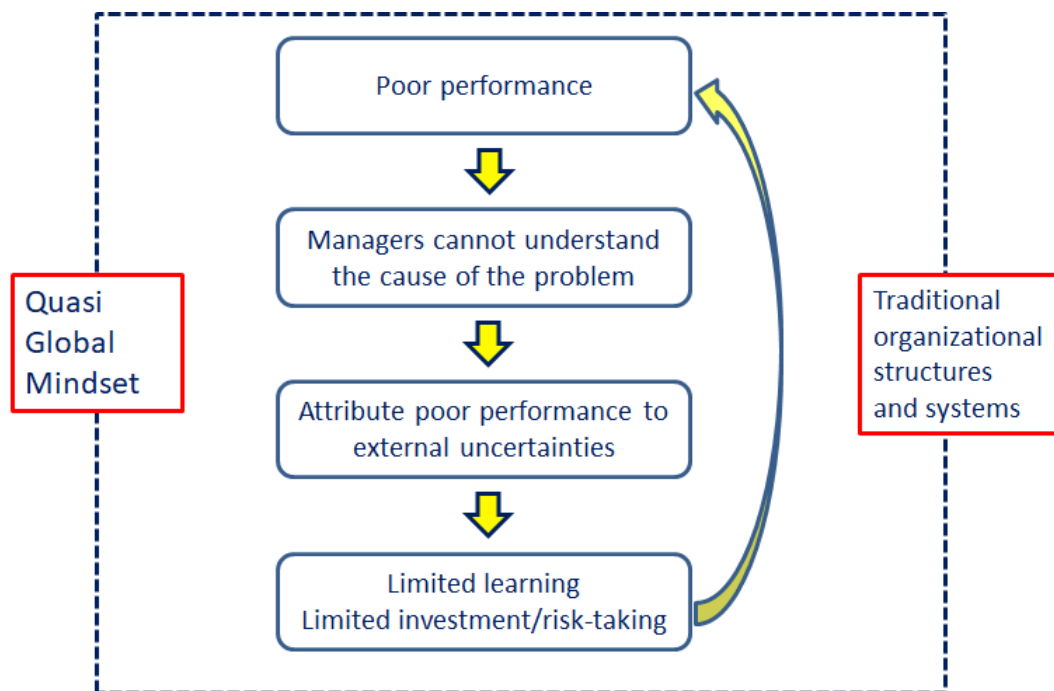 Poor performance
Managers cannot understand
the cause of the problem
Quasi
Global
Mindset
Traditional
organizational
structures
and systems
Attribute poor performance to
external uncertainties
Limited learning
Limited investment/risk-taking